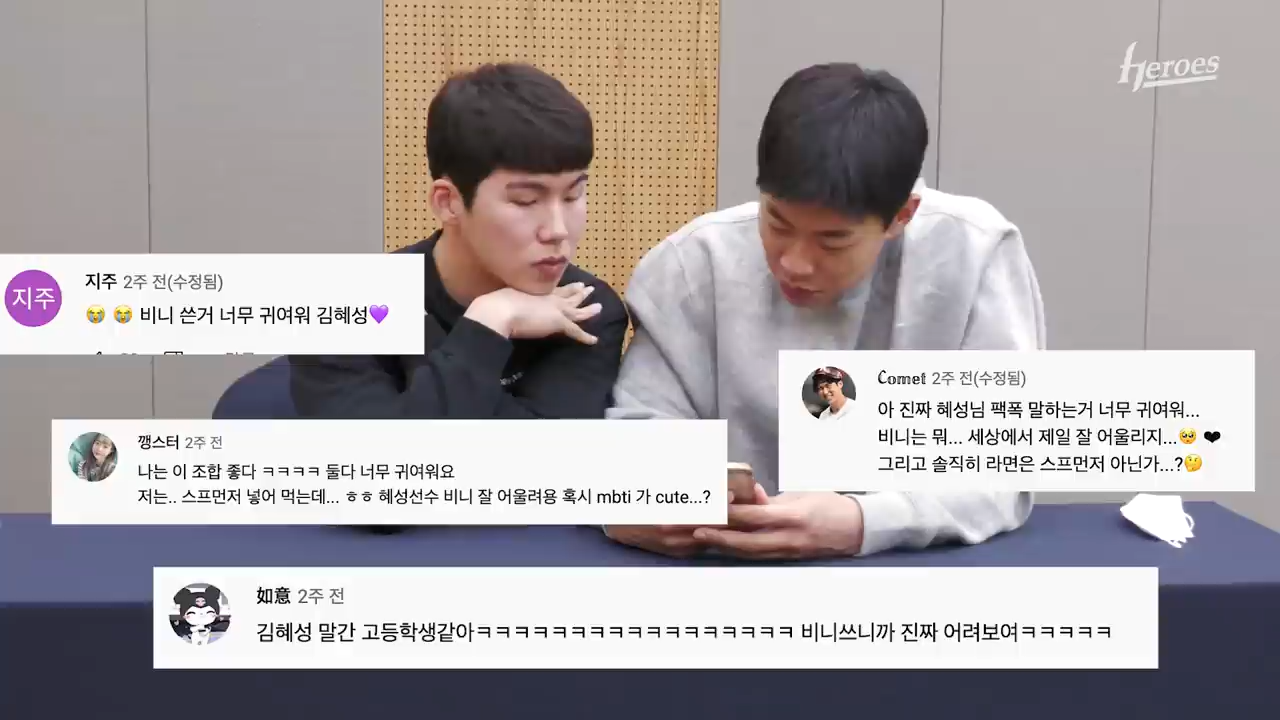 Heroes
지주 2주 전(수정됨)
지주
😭 😭 비니 쓴거 너무 귀여워 김혜성💜
ℂ𝕠𝕞𝕖𝕥 2주 전(수정됨)
아 진짜 혜성님 팩폭 말하는거 너무 귀여워...
비니는 뭐... 세상에서 제일 잘 어울리지...🥺 ❤
그리고 솔직히 라면은 스프먼저 아닌가...?🤔
깽스터 2주 전
나는 이 조합 좋다 ㅋㅋㅋㅋ 둘다 너무 귀여워요
저는.. 스프먼저 넣어 먹는데... ㅎㅎ 혜성선수 비니 잘 어울려용 혹시 mbti 가 cute...?
如意 2주 전
김혜성 말간 고등학생같아ㅋㅋㅋㅋㅋㅋㅋㅋㅋㅋㅋㅋㅋㅋㅋㅋㅋ 비니쓰니까 진짜 어려보여ㅋㅋㅋㅋㅋ